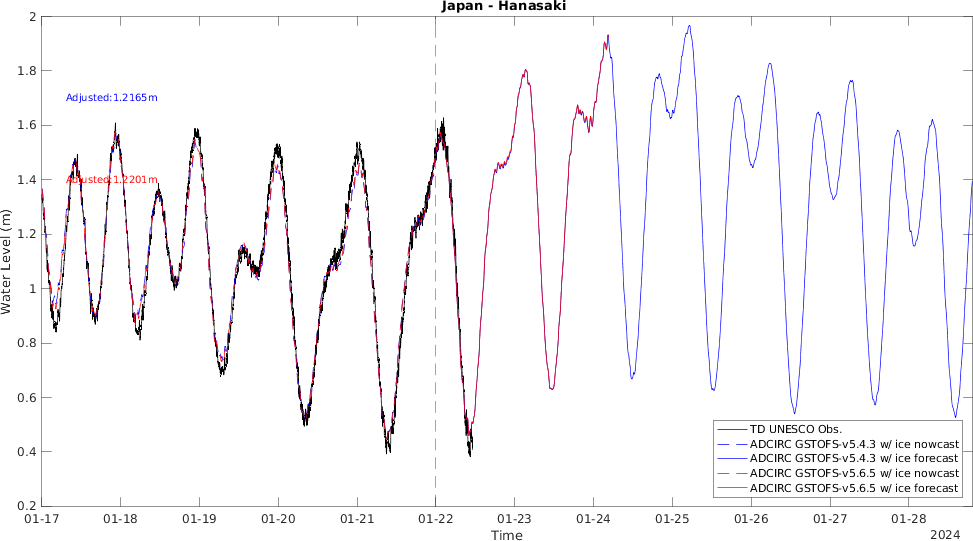 Japan - Hanasaki
2
1.8
1.6
1.4
1.2
1
0.8
0.6
0.4
0.2
Water Level (m)
Adjusted:1.2165m
Adjusted:1.2201m
TD UNESCO Obs.
ADCIRC GSTOFS-v5.4.3 w/ ice nowcast
ADCIRC GSTOFS-v5.4.3 w/ ice forecast
ADCIRC GSTOFS-v5.6.5 w/ ice nowcast
ADCIRC GSTOFS-v5.6.5 w/ ice forecast
01-17 01-18 01-19 01-20 01-21 01-22 01-23 01-24 01-25 01-26 01-27 01-28
Time
2024